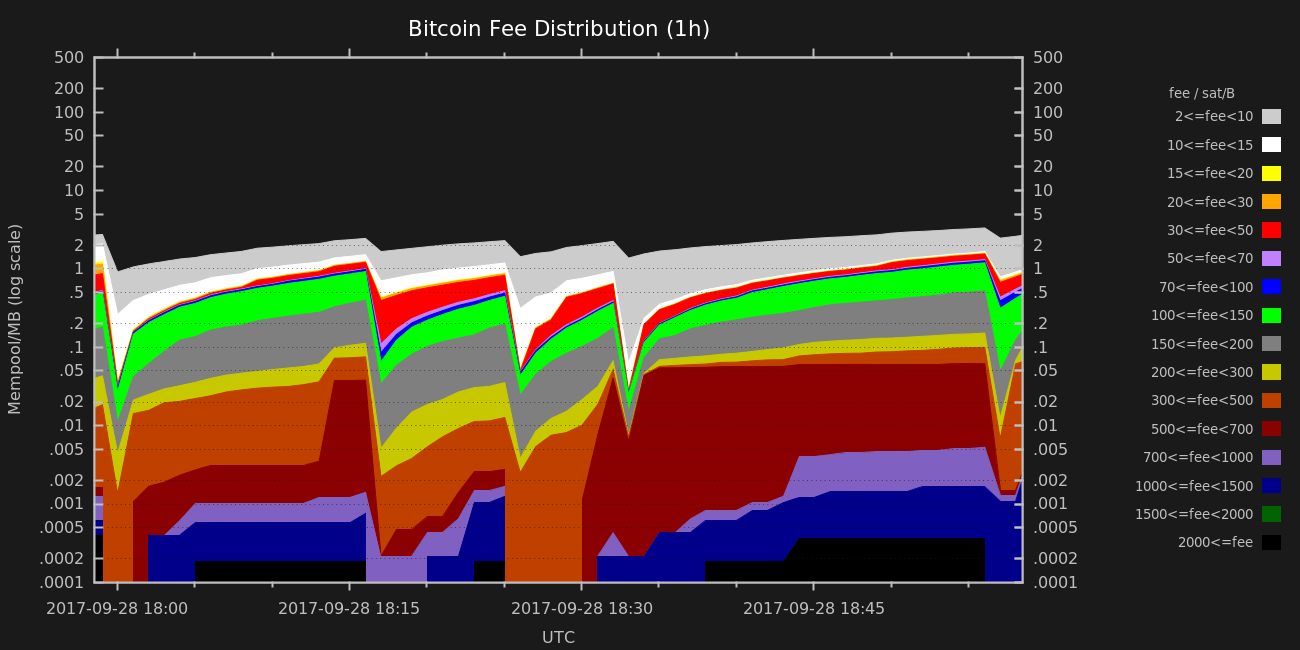 Bitcoin Fee Distribution (1h)
500 500
200 200
100 100
50 50
20 20
10 10
5 5
2 2
1 1
.5 .5
.2 .2
.1 .1
.05 .05
.02 .02
.01 .01
.005 .005
.002 .002
.001 .001
.0005 .0005
.0002 .0002
.0001 .0001
Mempool/MB (log scale)
2017-09-28 18:00 2017-09-28 18:15 2017-09-28 18:30 2017-09-28 18:45
UTC
fee / sat/B
2<=fee<10
10<=fee<15
15<=fee<20
20<=fee<30
30<=fee<50
50<=fee<70
70<=fee<100
100<=fee<150
150<=fee<200
200<=fee<300
300<=fee<500
500<=fee<700
700<=fee<1000
1000<=fee<1500
1500<=fee<2000
2000<=fee